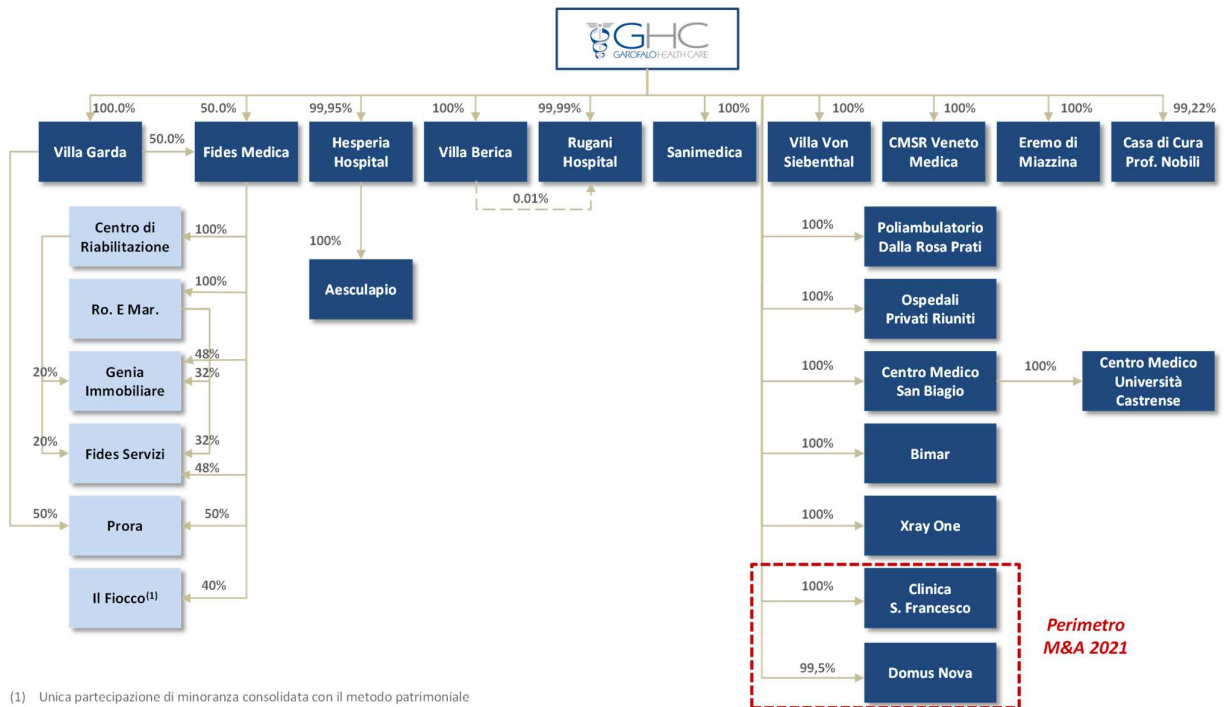 GHC
GAROFALO HEALTH CARE
100.0%
50.0%
99,95%
100%
99,99%
100%
100%
100%
100%
99,22%
Villa Garda
50.0%
Fides Medica
Hesperia
Hospital
Villa Berica
Rugani
Hospital
Sanimedica
Villa Von
Siebenthal
CMSR Veneto
Medica
Eremo di
Miazzina
Casa di Cura
Prof. Nobili
0.01%
Centro di
Riabilitazione
100%
100%
Aesculapio
100%
Poliambulatorio
Dalla Rosa Prati
100%
Ro. E Mar.
100%
Ospedali
Privati Riuniti
48%
20%
Genia
Immobiliare
32%
100%
Centro Medico
San Biagio
100%
Centro Medico
Università
Castrense
20%
Fides Servizi
32%
48%
100%
Bimar
50%
Prora
50%
100%
Xray One
Il Fiocco(1)
40%
100%
Clinica
S. Francesco
Perimetro
M&A 2021
99,5%
Domus Nova
(1) Unica partecipazione di minoranza consolidata con il metodo patrimoniale